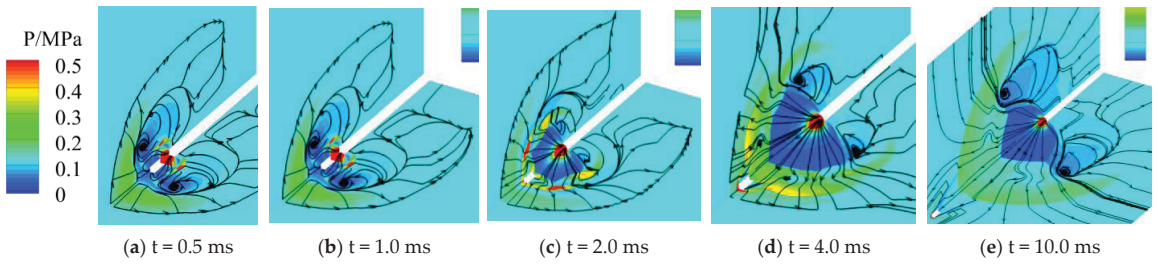 P/MPa
0.5
0.4
0.3
0.2
0.1
0
(a) t = 0.5 ms
(b) t = 1.0 ms
(c) t = 2.0 ms
(d) t = 4.0 ms
(e) t = 10.0 ms